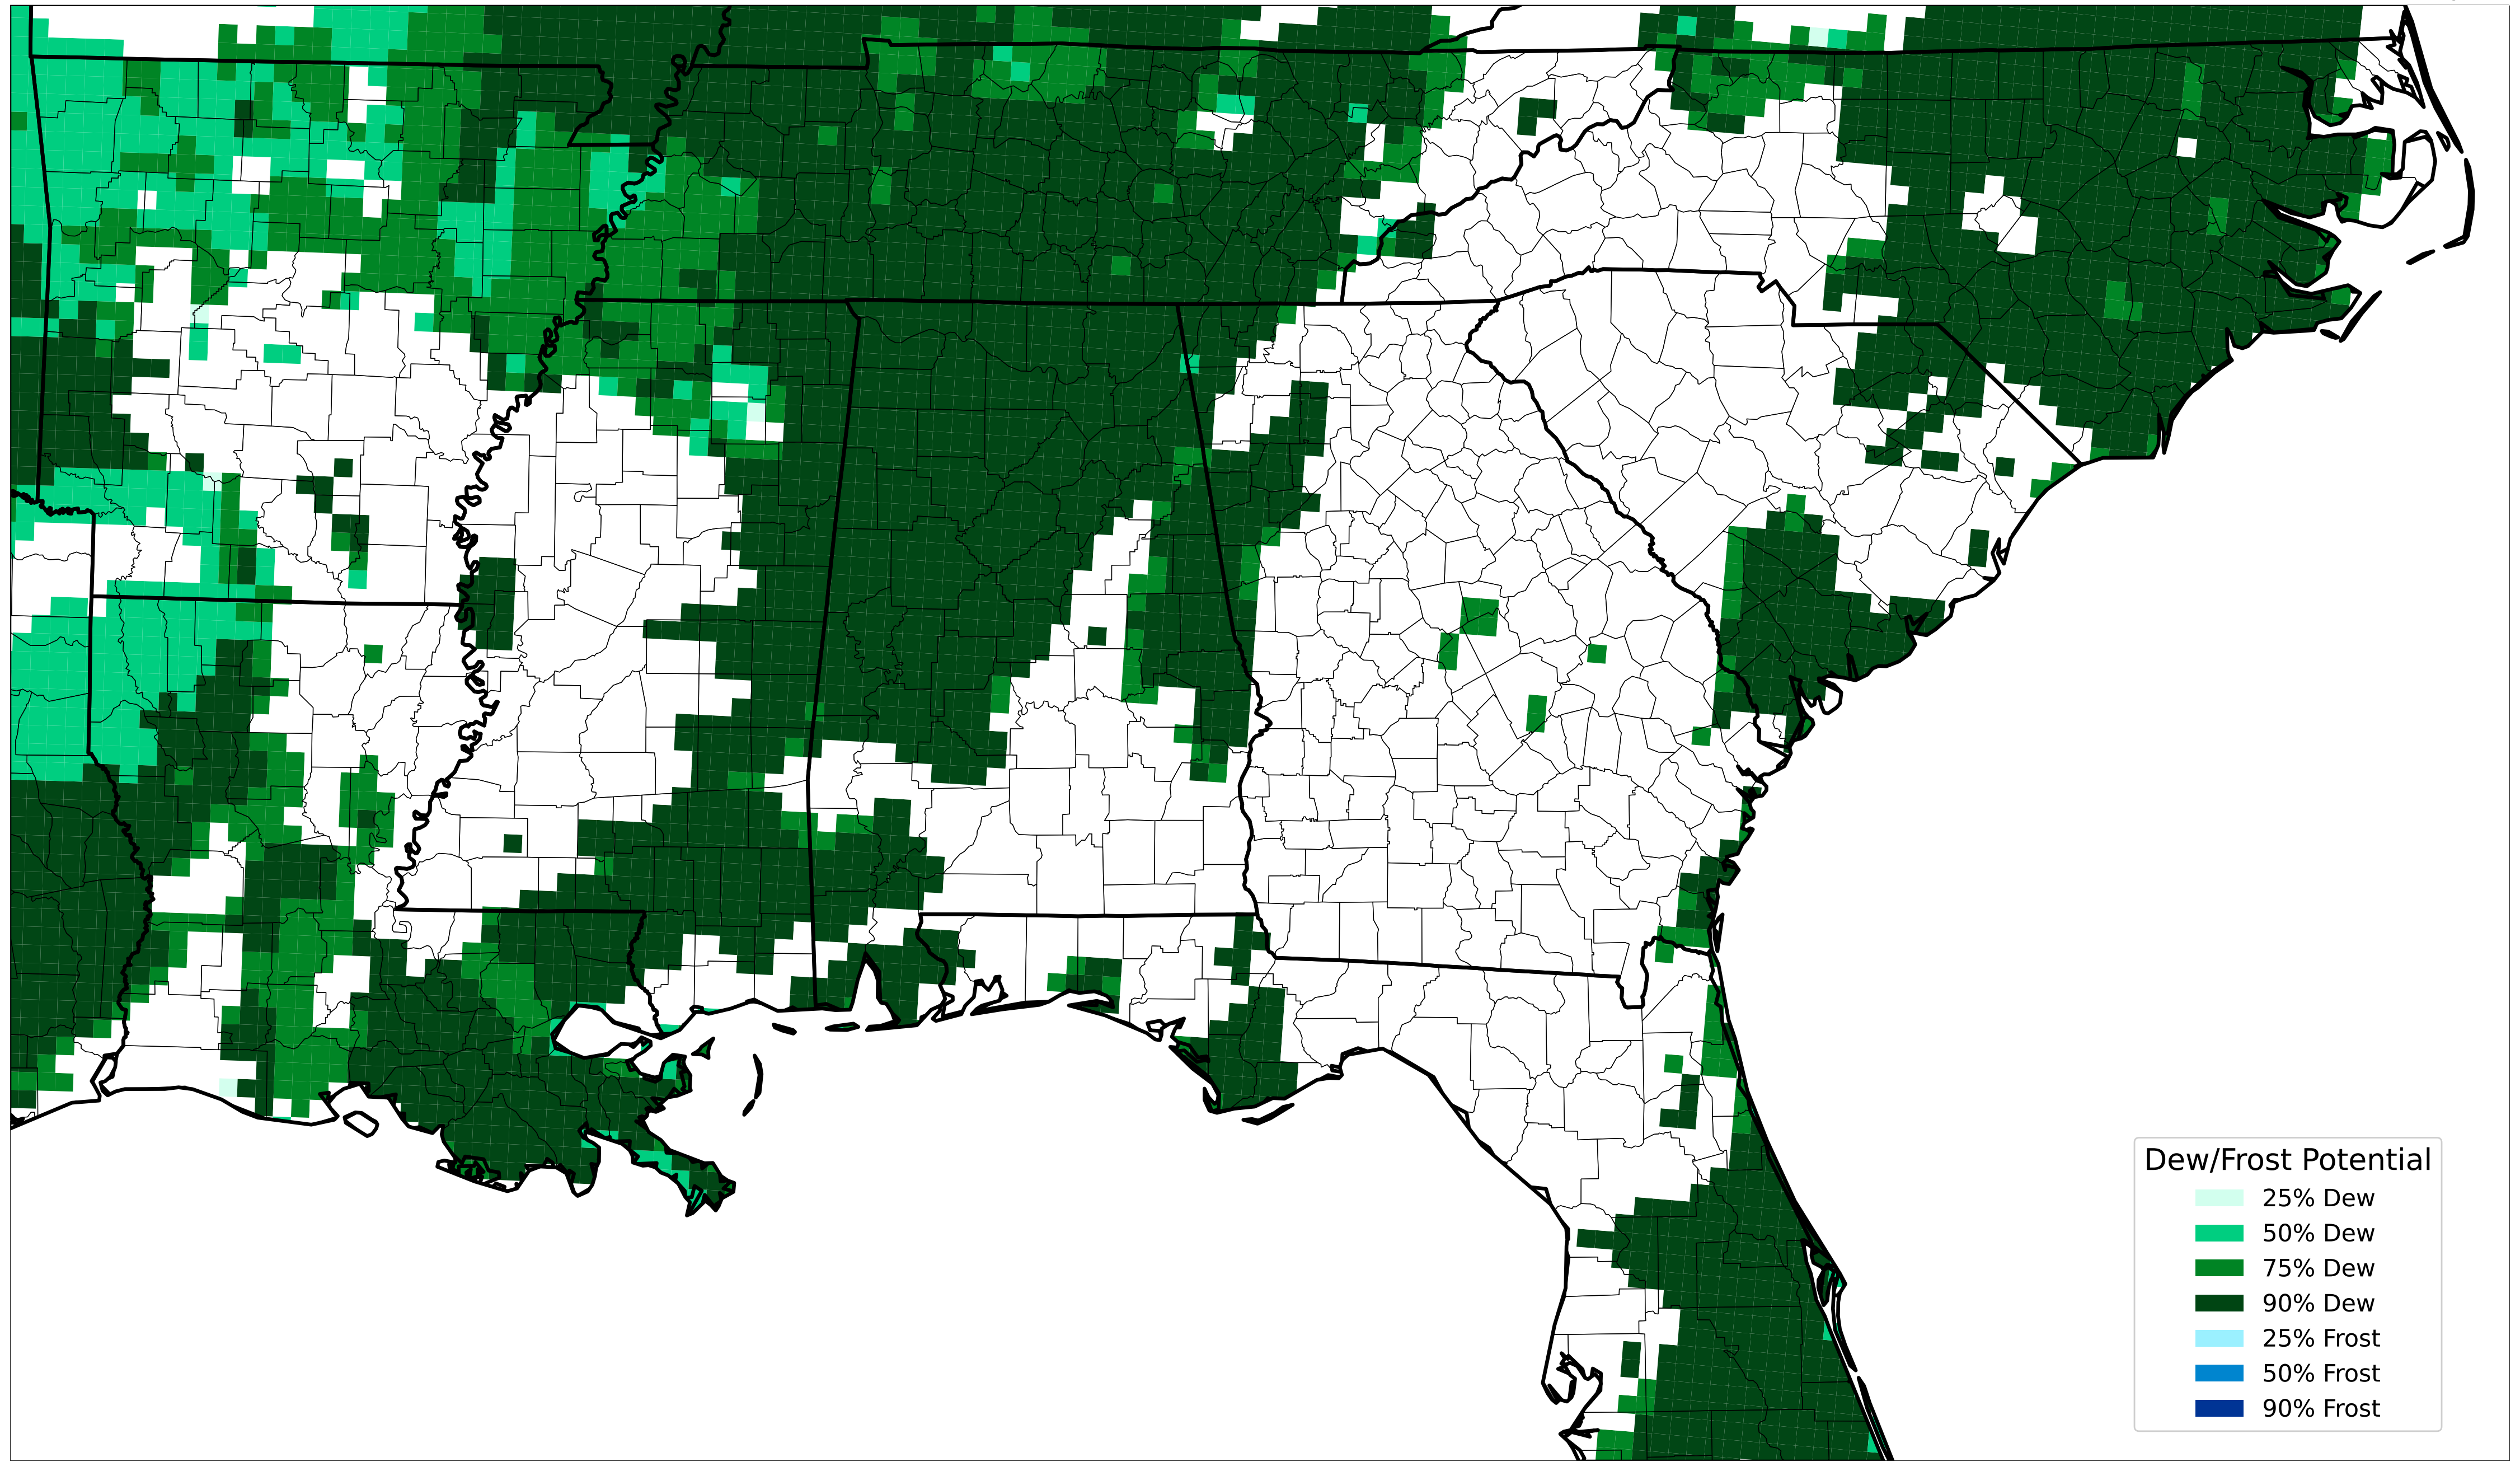 Dew/Frost Potential
25% Dew
50% Dew
75% Dew
90% Dew
25% Frost
50% Frost
90% Frost